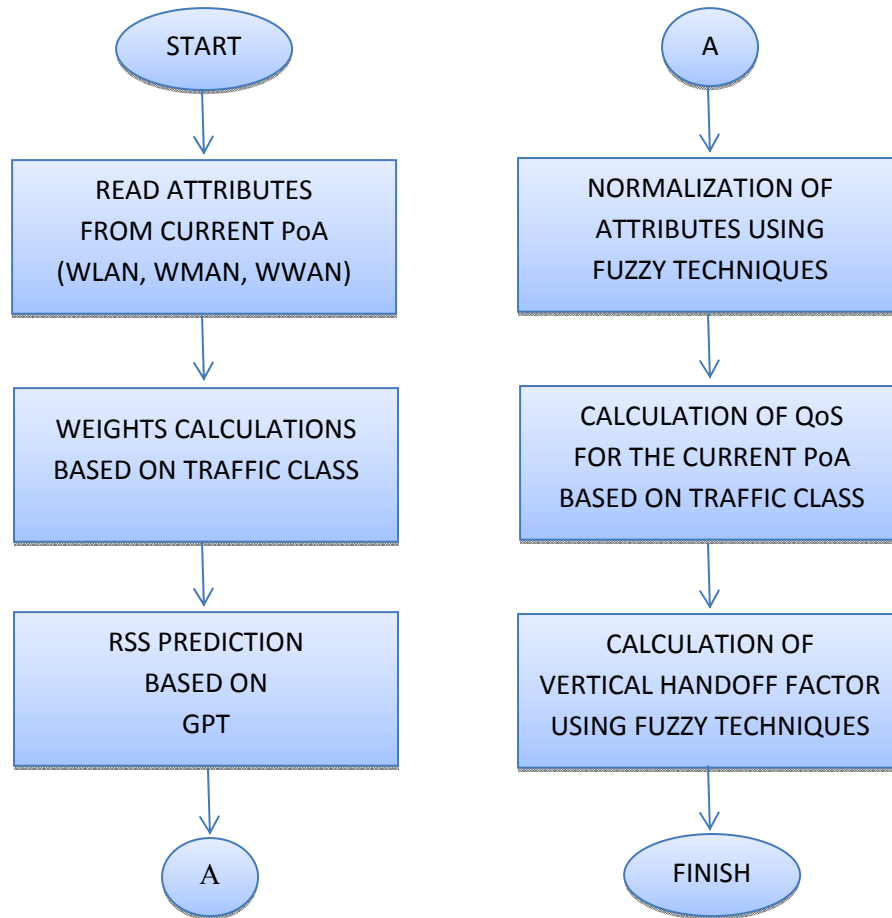 START
READ ATTRIBUTES
FROM CURRENT PoA
(WLAN, WMAN, WWAN)
WEIGHTS CALCULATIONS
BASED ON TRAFFIC CLASS
RSS PREDICTION
BASED ON
GPT
A
A
NORMALIZATION OF
ATTRIBUTES USING
FUZZY TECHNIQUES
CALCULATION OF QoS
FOR THE CURRENT PoA
BASED ON TRAFFIC CLASS
CALCULATION OF
VERTICAL HANDOFF FACTOR
USING FUZZY TECHNIQUES
FINISH